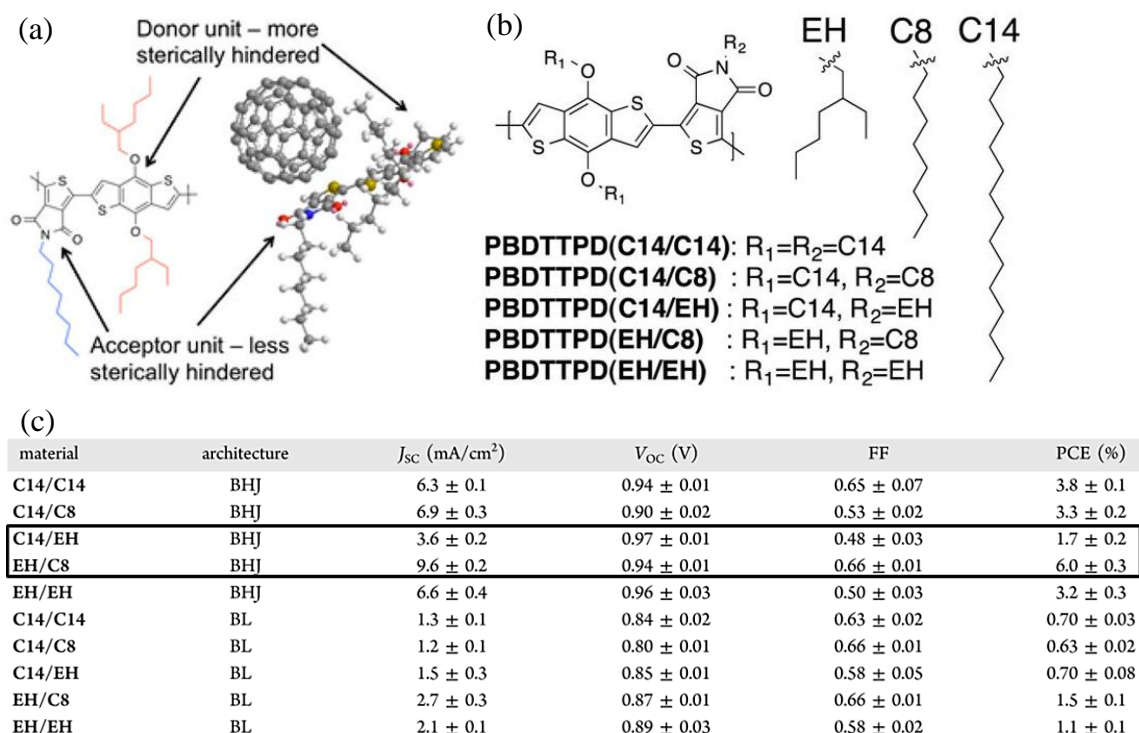 (a)
Donor unit – more
sterically hindered
O
O
S
S
S
O
N
O
Acceptor unit – less
sterically hindered
(b)
EH C8 C14
R₁
O
R₂
N
O
O
S
S
S
O
R₁
PBDTTPD(C14/C14): R₁=R₂=C14
PBDTTPD(C14/C8) : R₁=C14, R₂=C8
PBDTTPD(C14/EH) : R₁=C14, R₂=EH
PBDTTPD(EH/C8) : R₁=EH, R₂=C8
PBDTTPD(EH/EH) : R₁=EH, R₂=EH
(c)
material architecture J_SC (mA/cm²) V_OC (V) FF PCE (%)
C14/C14 BHJ 6.3 ± 0.1 0.94 ± 0.01 0.65 ± 0.07 3.8 ± 0.1
C14/C8 BHJ 6.9 ± 0.3 0.90 ± 0.02 0.53 ± 0.02 3.3 ± 0.2
C14/EH BHJ 3.6 ± 0.2 0.97 ± 0.01 0.48 ± 0.03 1.7 ± 0.2
EH/C8 BHJ 9.6 ± 0.2 0.94 ± 0.01 0.66 ± 0.01 6.0 ± 0.3
EH/EH BHJ 6.6 ± 0.4 0.96 ± 0.03 0.50 ± 0.03 3.2 ± 0.3
C14/C14 BL 1.3 ± 0.1 0.84 ± 0.02 0.63 ± 0.02 0.70 ± 0.03
C14/C8 BL 1.2 ± 0.1 0.80 ± 0.01 0.66 ± 0.01 0.63 ± 0.02
C14/EH BL 1.5 ± 0.3 0.85 ± 0.01 0.58 ± 0.05 0.70 ± 0.08
EH/C8 BL 2.7 ± 0.3 0.87 ± 0.01 0.66 ± 0.01 1.5 ± 0.1
EH/EH BL 2.1 ± 0.1 0.89 ± 0.03 0.58 ± 0.02 1.1 ± 0.1